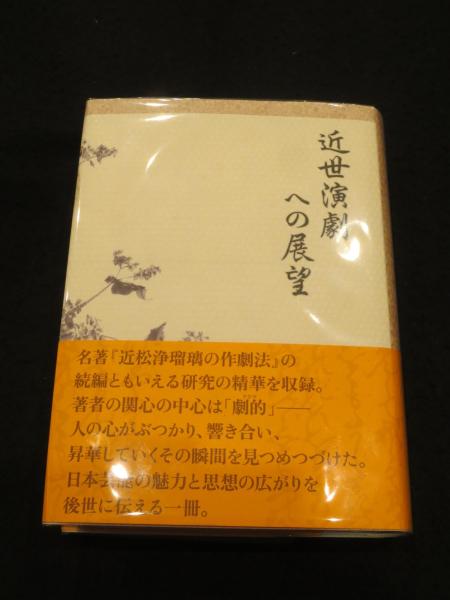 近世演劇
への展望
名著『近松浄瑠璃の作劇法』の
続編ともいえる研究の精華を収録。
著者の関心の中心は「劇的」――
人の心がぶつかり、響き合い、
昇華していくその瞬間を見つめつづけた。
日本芸能の魅力と思想の広がりを
後世に伝える一冊。